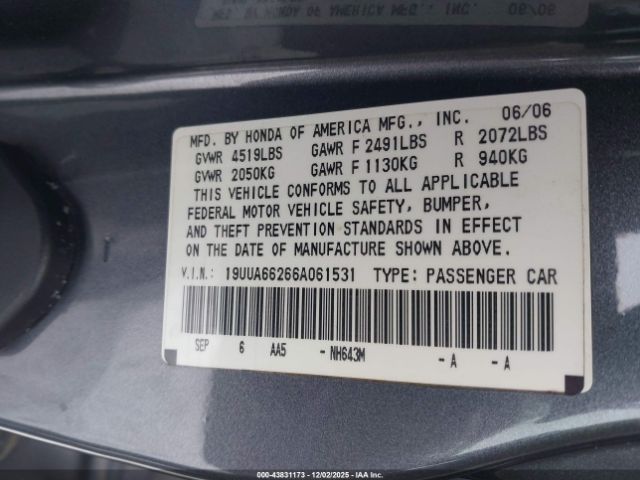 MFD. BY HONDA OF AMERICA MFG., INC. 06/06
GVWR 4519LBS GAWR F 2491LBS R 2072LBS
GVWR 2050KG GAWR F 1130KG R 940KG
THIS VEHICLE CONFORMS TO ALL APPLICABLE
FEDERAL MOTOR VEHICLE SAFETY, BUMPER,
AND THEFT PREVENTION STANDARDS IN EFFECT
ON THE DATE OF MANUFACTURE SHOWN ABOVE.
V.I.N.: 19UUA66266A061531 TYPE: PASSENGER CAR
SEP 6 AA5 - NH643M - A - A
© IAA 00-43831173 - 12/02/2025 - © IAA